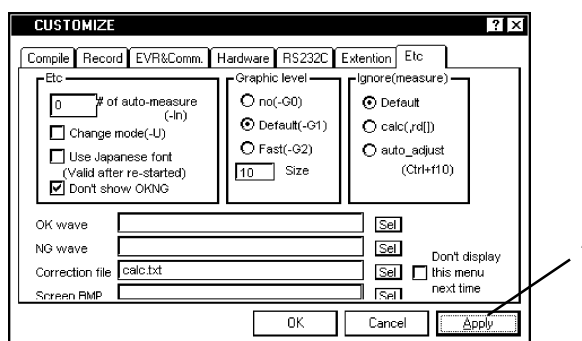 CUSTOMIZE
Compile Record EVR&Comm. Hardware RS232C Extention Etc
Etc
0 # of auto-measure
(-In)
Change mode(-U)
Use Japanese font
(Valid after re-started)
Don't show OKNG
Graphic level
no(-G0)
Default(-G1)
Fast(-G2)
10 Size
Ignore(measure)
Default
calc(,rd[])
auto_adjust
(Ctrl+f10)
OK wave Sel
NG wave Sel
Correction file calc.txt Sel
Screen BMP Sel
Don't display
this menu
next time
OK Cancel Apply